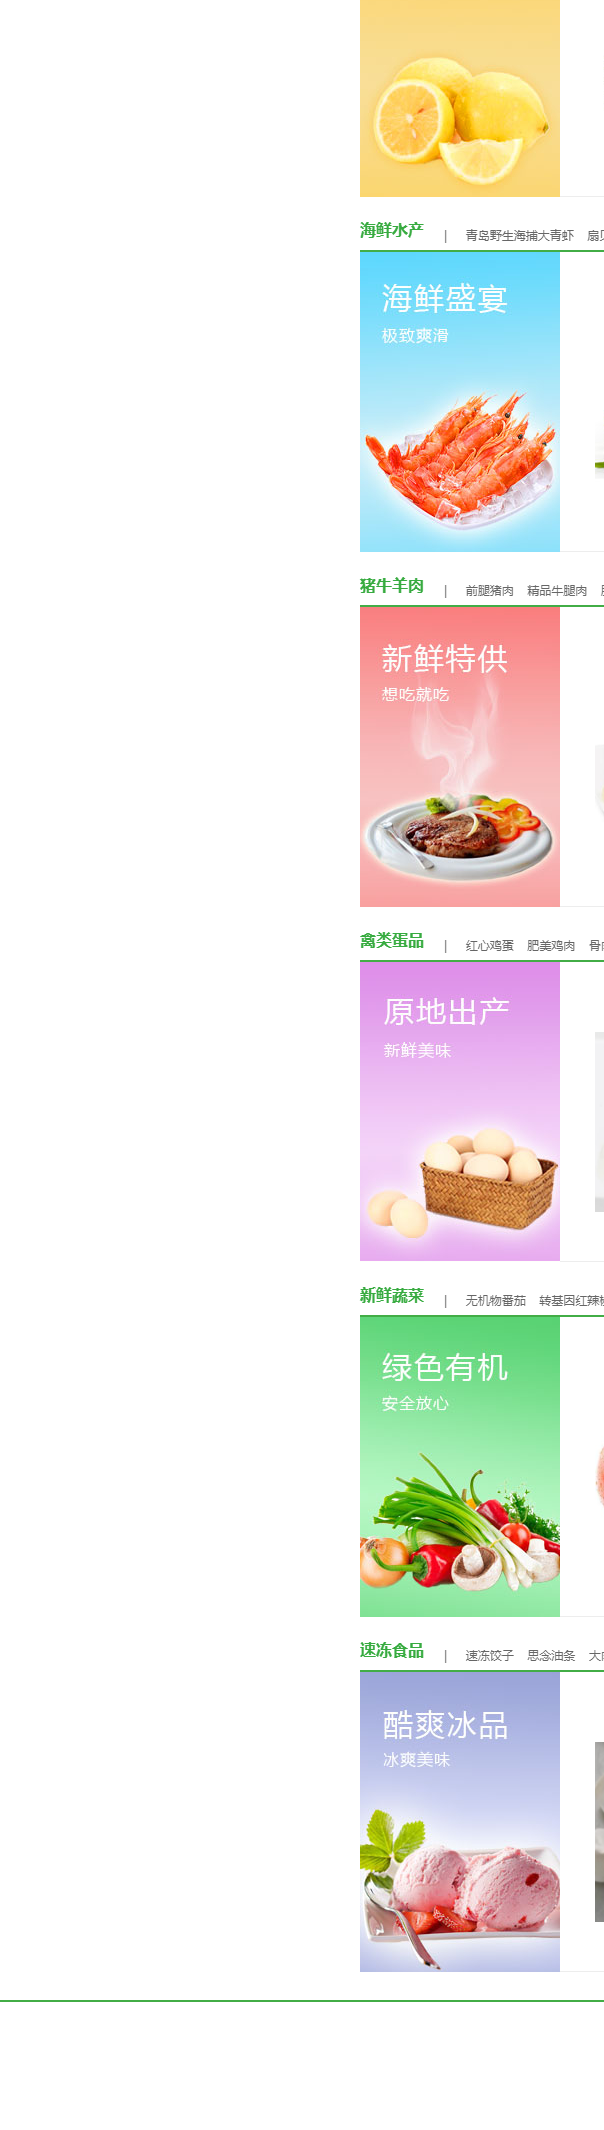 海鲜水产 | 青岛野生海捕大青虾 扇
海鲜盛宴
极致爽滑
猪牛羊肉 | 前腿猪肉 精品牛腿肉
新鲜特供
想吃就吃
禽类蛋品 | 红心鸡蛋 肥美鸡肉 骨
原地出产
新鲜美味
新鲜蔬菜 | 无机物番茄 转基因红辣
绿色有机
安全放心
速冻食品 | 速冻饺子 思念油条 大
酷爽冰品
冰爽美味